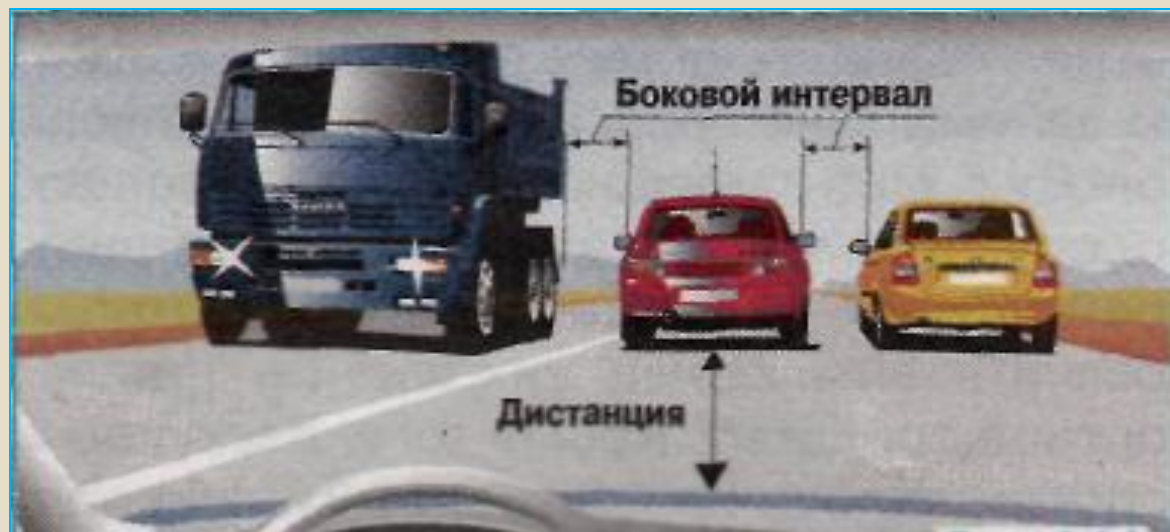 Боковой интервал
Дистанция